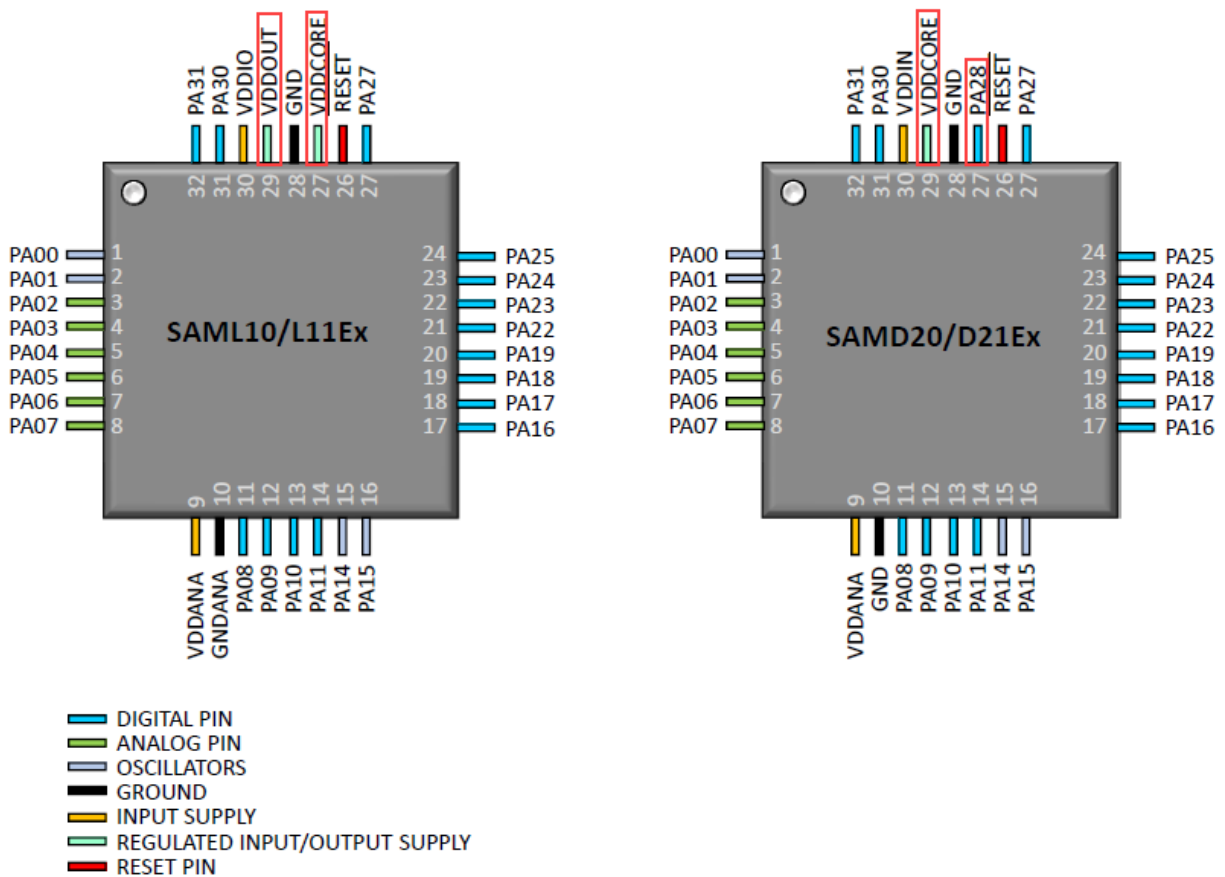 PA31 PA30 VDDIO VDDOUT GND VDDCORE RESET PA27
32 31 30 29 28 27 26 27
PA00 1 24 PA25
PA01 2 23 PA24
PA02 3 22 PA23
PA03 4 21 PA22
PA04 5 20 PA19
PA05 6 19 PA18
PA06 7 18 PA17
PA07 8 17 PA16
SAML10/L11Ex
9 10 11 12 13 14 15 16
VDDANA GNDANA PA08 PA09 PA10 PA11 PA14 PA15
PA31 PA30 VDDIN VDDCORE GND PA28 RESET PA27
32 31 30 29 28 27 26 27
PA00 1 24 PA25
PA01 2 23 PA24
PA02 3 22 PA23
PA03 4 21 PA22
PA04 5 20 PA19
PA05 6 19 PA18
PA06 7 18 PA17
PA07 8 17 PA16
SAMD20/D21Ex
9 10 11 12 13 14 15 16
VDDANA GND PA08 PA09 PA10 PA11 PA14 PA15
DIGITAL PIN
ANALOG PIN
OSCILLATORS
GROUND
INPUT SUPPLY
REGULATED INPUT/OUTPUT SUPPLY
RESET PIN